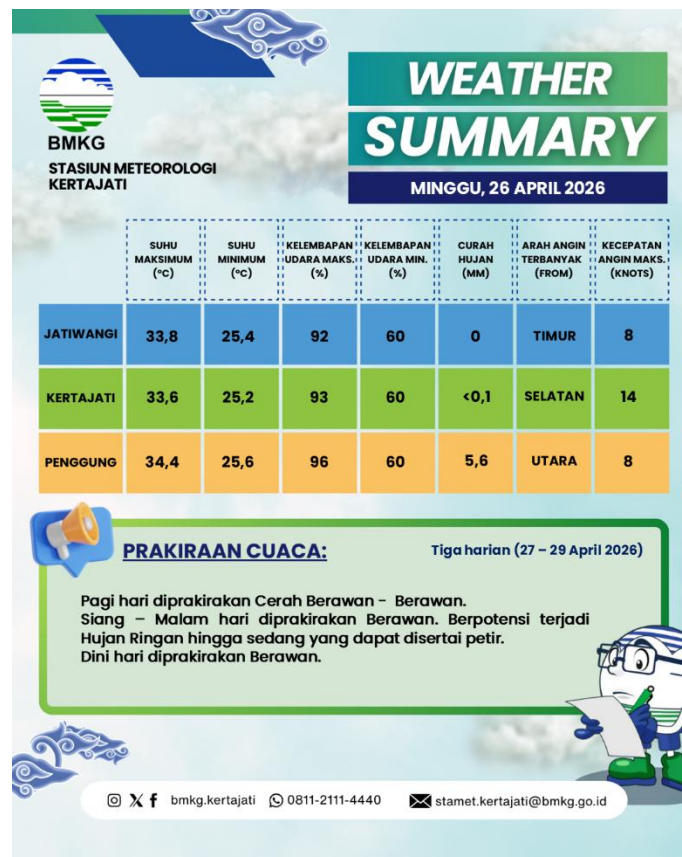 BMKG
STASIUN METEOROLOGI
KERTAJATI
WEATHER
SUMMARY
MINGGU, 26 APRIL 2026
SUHU MAKSIMUM (°C) SUHU MINIMUM (°C) KELEMBAPAN UDARA MAKS. (%) KELEMBAPAN UDARA MIN. (%) CURAH HUJAN (MM) ARAH ANGIN TERBANYAK (FROM) KECEPATAN ANGIN MAKS. (KNOTS)
JATIWANGI 33,8 25,4 92 60 0 TIMUR 8
KERTAJATI 33,6 25,2 93 60 <0,1 SELATAN 14
PENGGUNG 34,4 25,6 96 60 5,6 UTARA 8
PRAKIRAAN CUACA: Tiga harian (27 – 29 April 2026)
Pagi hari diprakirakan Cerah Berawan – Berawan.
Siang – Malam hari diprakirakan Berawan. Berpotensi terjadi
Hujan Ringan hingga sedang yang dapat disertai petir.
Dini hari diprakirakan Berawan.
bmkg.kertajati 0811-2111-4440 stamet.kertajati@bmkg.go.id